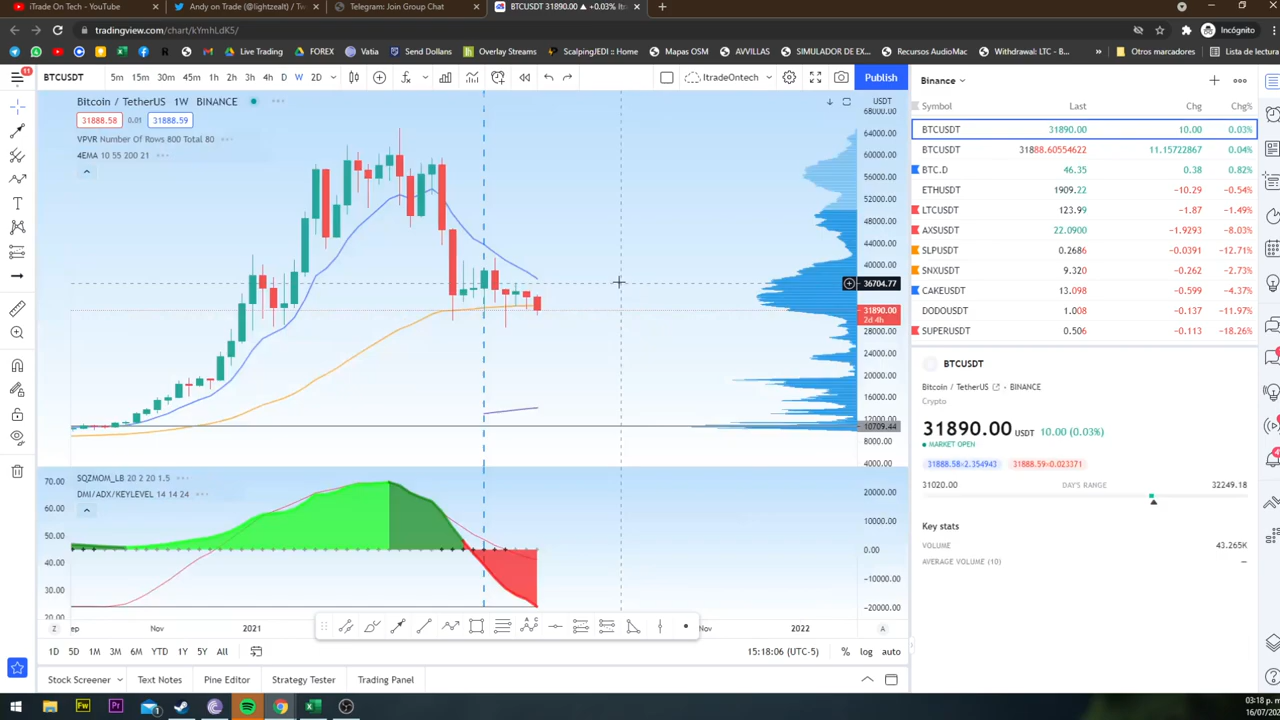 iTrade On Tech - YouTube
Andy on Trade (@lightzealt) / Tw
Telegram: Join Group Chat
BTCUSDT 31890.00 ▲ +0.03%
tradingview.com/chart/kYmhLdK5/
Incógnito
Live Trading
FOREX
Vatia
Send Dollans
Overlay Streams
ScalpingJEDI :: Home
Mapas OSM
AVVILLAS
SIMULADOR DE EX...
Recursos AudioMac
Withdrawal: LTC - B...
»
Otros marcadores
Lista de lectura
11
BTCUSDT
5m 15m 30m 45m 1h 2h 3h 4h D W 2D
ItradeOntech
Publish
Binance
Bitcoin / TetherUS 1W BINANCE
31888.58 0.01 31888.59
VPVR Number Of Rows 800 Total 80
4EMA 10 55 200 21
USDT
68000.00
64000.00
60000.00
56000.00
52000.00
48000.00
44000.00
40000.00
36704.77
31890.00
2d 4h
28000.00
24000.00
20000.00
16000.00
12000.00
10709.44
8000.00
4000.00
SQZMOM_LB 20 2 20 1.5
DMI/ADX/KEYLEVEL 14 14 24
70.00
60.00
50.00
40.00
30.00
20.00
20000.00
10000.00
0.00
-10000.00
-20000.00
Z
ep
Nov
2021
Nov
2022
A
1D 5D 1M 3M 6M YTD 1Y 5Y All
15:18:06 (UTC-5)
% log auto
Stock Screener
Text Notes
Pine Editor
Strategy Tester
Trading Panel
Symbol Last Chg Chg%
BTCUSDT 31890.00 10.00 0.03%
BTCUSDT 31888.60554622 11.15722867 0.04%
BTC.D 46.35 0.38 0.82%
ETHUSDT 1909.22 −10.29 −0.54%
LTCUSDT 123.99 −1.87 −1.49%
AXSUSDT 22.0900 −1.9293 −8.03%
SLPUSDT 0.2686 −0.0391 −12.71%
SNXUSDT 9.320 −0.262 −2.73%
CAKEUSDT 13.098 −0.599 −4.37%
DODOUSDT 1.008 −0.137 −11.97%
SUPERUSDT 0.506 −0.113 −18.26%
BTCUSDT
Bitcoin / TetherUS • BINANCE
Crypto
31890.00 USDT 10.00 (0.03%)
MARKET OPEN
31888.58×2.354943 31888.59×0.023371
31020.00 DAY'S RANGE 32249.18
Key stats
VOLUME 43.265K
AVERAGE VOLUME (10) —
Fw
Pr
03:18 p. m